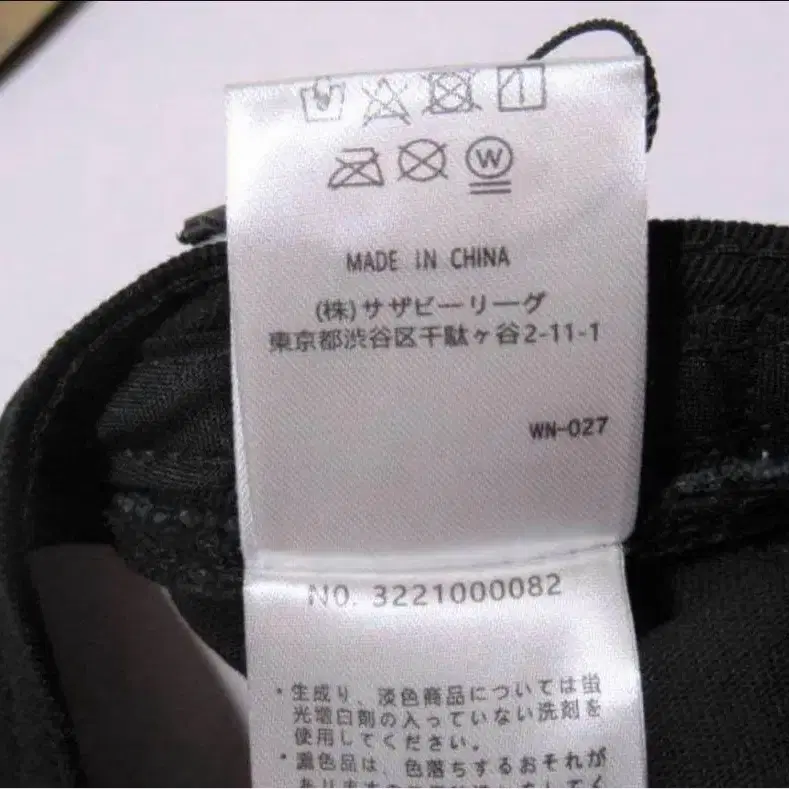 W
MADE IN CHINA
(株)サザビーリーグ
東京都渋谷区千駄ヶ谷2-11-1
WN-027
NO. 3221000082
・生成り、淡色商品については蛍
光増白剤の入っていない洗剤を
使用してください。
・濃色品は、色落ちするおそれが